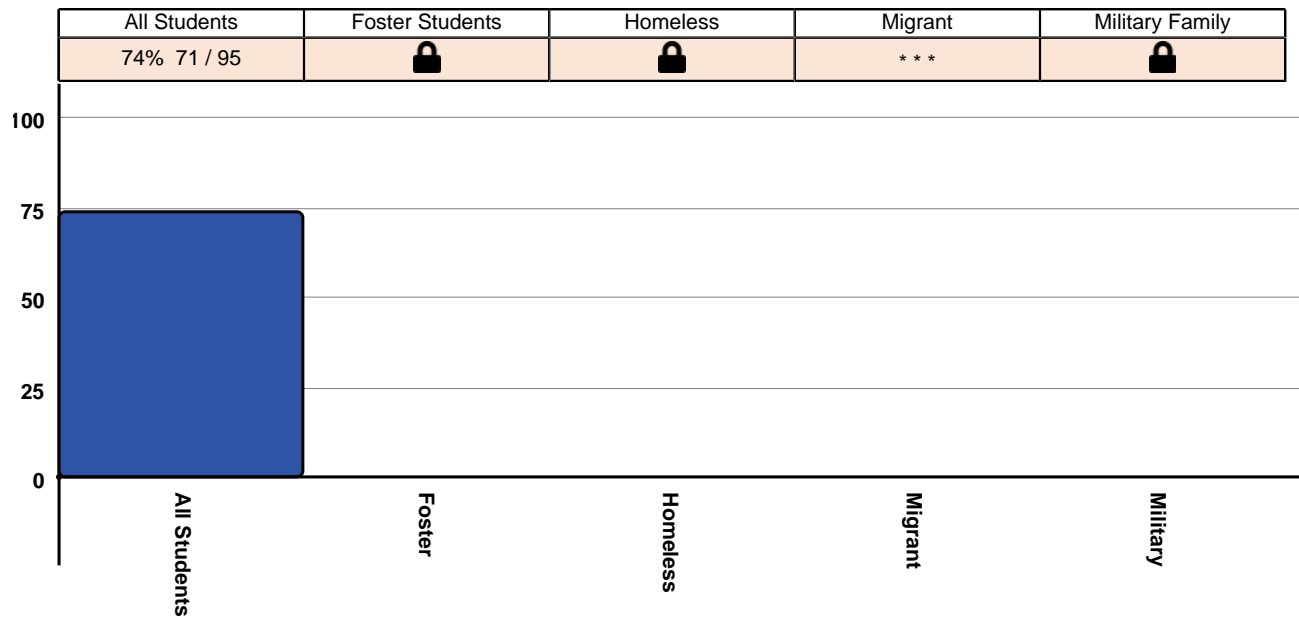 All Students Foster Students Homeless Migrant Military Family
74% 71 / 95 * * *
100
75
50
25
0
All Students
Foster
Homeless
Migrant
Military